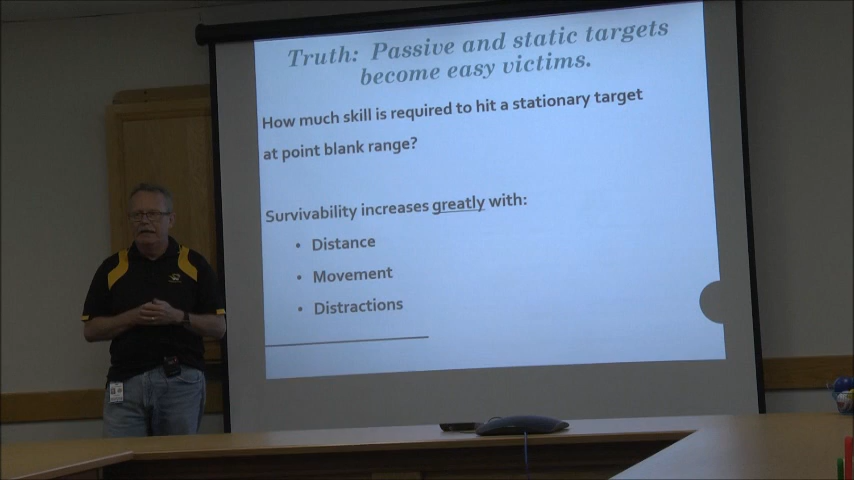 Truth: Passive and static targets
become easy victims.
How much skill is required to hit a stationary target
at point blank range?
Survivability increases greatly with:
• Distance
• Movement
• Distractions